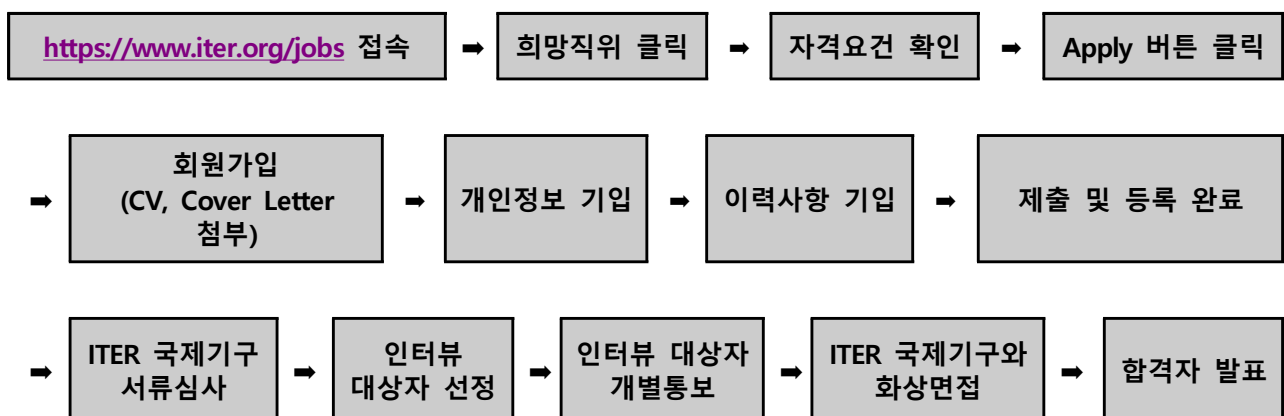 https://www.iter.org/jobs 접속 ➡ 희망직위 클릭 ➡ 자격요건 확인 ➡ Apply 버튼 클릭
➡ 회원가입
(CV, Cover Letter
첨부) ➡ 개인정보 기입 ➡ 이력사항 기입 ➡ 제출 및 등록 완료
➡ ITER 국제기구
서류심사 ➡ 인터뷰
대상자 선정 ➡ 인터뷰 대상자
개별통보 ➡ ITER 국제기구와
화상면접 ➡ 합격자 발표